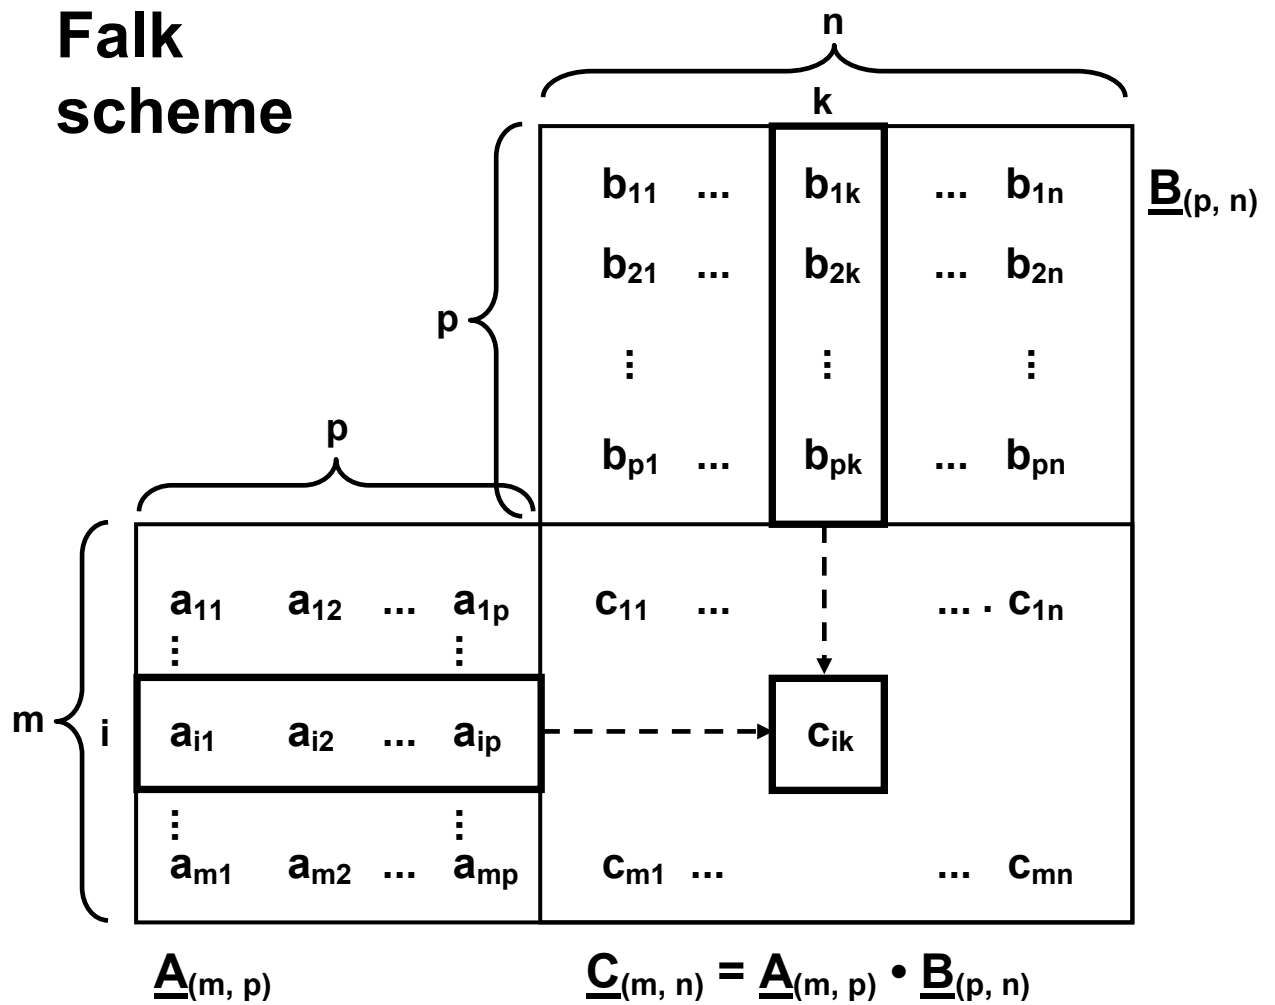 Falk
scheme
n
k
b11 ... b1k ... b1n
B(p, n)
b21 ... b2k ... b2n
p
⋮ ⋮ ⋮
bp1 ... bpk ... bpn
p
a11 a12 ... a1p c11 ... ... . c1n
⋮ ⋮
m i ai1 ai2 ... aip cik
⋮ ⋮
am1 am2 ... amp cm1 ... ... cmn
A(m, p) C(m, n) = A(m, p) • B(p, n)